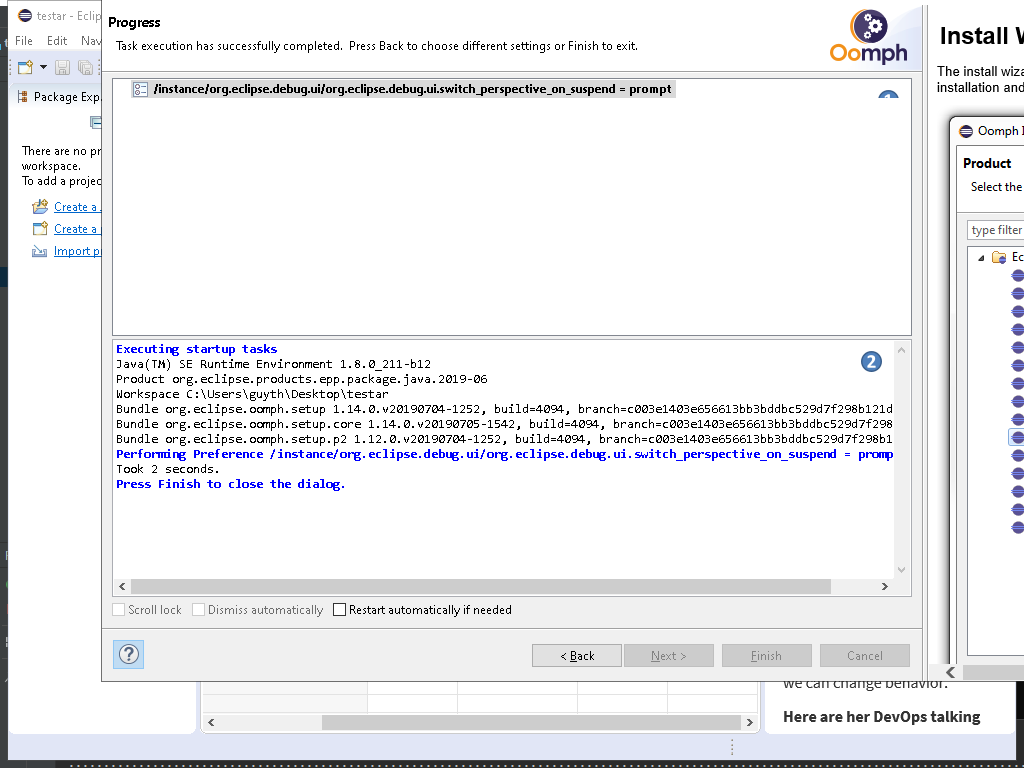 testar - Eclip
File Edit Nav
Package Exp
There are no pr
workspace.
To add a projec
Create a
Create a
Import p
Progress
Task execution has successfully completed. Press Back to choose different settings or Finish to exit.
Oomph
/instance/org.eclipse.debug.ui/org.eclipse.debug.ui.switch_perspective_on_suspend = prompt
Executing startup tasks
Java(TM) SE Runtime Environment 1.8.0_211-b12
Product org.eclipse.products.epp.package.java.2019-06
Workspace C:\Users\guyth\Desktop\testar
Bundle org.eclipse.oomph.setup 1.14.0.v20190704-1252, build=4094, branch=c003e1403e656613bb3bddbc529d7f298b121d
Bundle org.eclipse.oomph.setup.core 1.14.0.v20190705-1542, build=4094, branch=c003e1403e656613bb3bddbc529d7f298
Bundle org.eclipse.oomph.setup.p2 1.12.0.v20190704-1252, build=4094, branch=c003e1403e656613bb3bddbc529d7f298b1
Performing Preference /instance/org.eclipse.debug.ui/org.eclipse.debug.ui.switch_perspective_on_suspend = promp
Took 2 seconds.
Press Finish to close the dialog.
2
Scroll lock Dismiss automatically Restart automatically if needed
? < Back Next > Finish Cancel
Install W
The install wiza
installation and
Oomph I
Product
Select the
type filter
Ec
we can change behavior.
Here are her DevOps talking